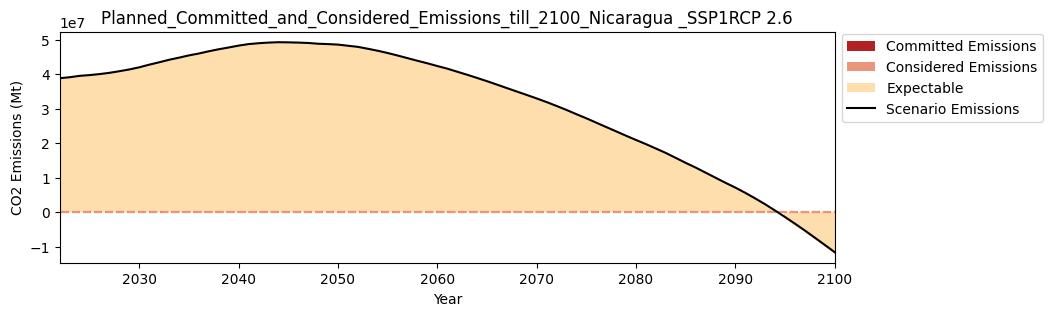 Planned_Committed_and_Considered_Emissions_till_2100_Nicaragua _SSP1RCP 2.6
1e7
5
4
3
2
1
0
−1
CO2 Emissions (Mt)
2030 2040 2050 2060 2070 2080 2090 2100
Year
Committed Emissions
Considered Emissions
Expectable
Scenario Emissions